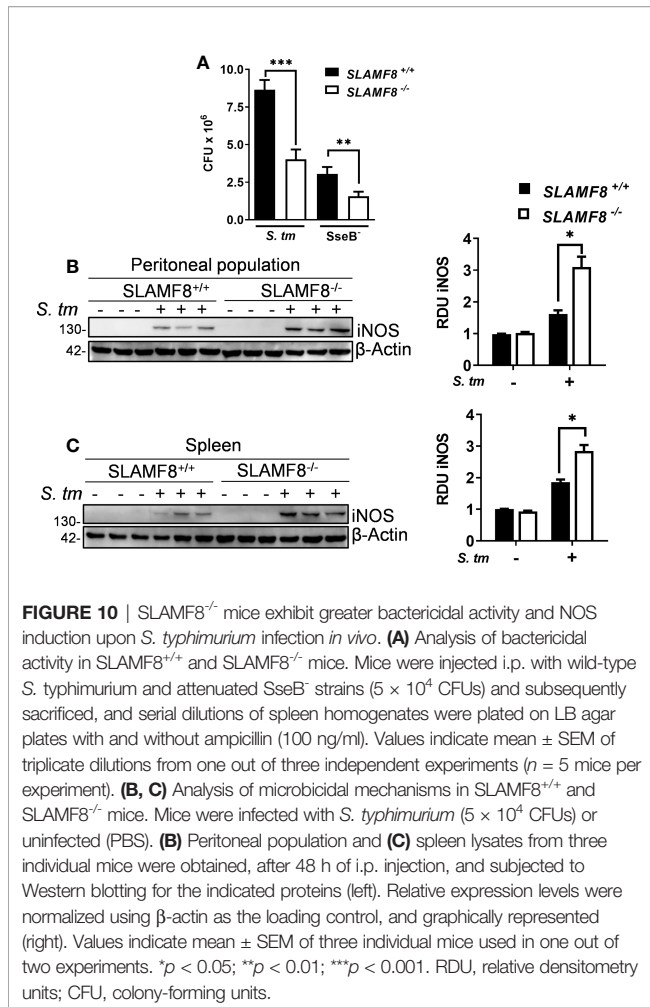 A
SLAMF8 +/+
SLAMF8 -/-
10.0
7.5
5.0
2.5
0.0
CFU x 10⁶
***
**
S. tm
SseB⁻
B
Peritoneal population
SLAMF8⁺/⁺
SLAMF8⁻/⁻
S. tm - - - + + + - - - + + +
130-
iNOS
42-
β-Actin
SLAMF8 +/+
SLAMF8 -/-
RDU iNOS
4
3
2
1
0
*
S. tm - +
C
Spleen
SLAMF8⁺/⁺
SLAMF8⁻/⁻
S. tm - - - + + + - - - + + +
130-
iNOS
42-
β-Actin
RDU iNOS
4
3
2
1
0
*
S. tm - +
FIGURE 10 | SLAMF8⁻/⁻ mice exhibit greater bactericidal activity and NOS
induction upon S. typhimurium infection in vivo. (A) Analysis of bactericidal
activity in SLAMF8⁺/⁺ and SLAMF8⁻/⁻ mice. Mice were injected i.p. with wild-type
S. typhimurium and attenuated SseB⁻ strains (5 × 10⁴ CFUs) and subsequently
sacrificed, and serial dilutions of spleen homogenates were plated on LB agar
plates with and without ampicillin (100 ng/ml). Values indicate mean ± SEM of
triplicate dilutions from one out of three independent experiments (n = 5 mice per
experiment). (B, C) Analysis of microbicidal mechanisms in SLAMF8⁺/⁺ and
SLAMF8⁻/⁻ mice. Mice were infected with S. typhimurium (5 × 10⁴ CFUs) or
uninfected (PBS). (B) Peritoneal population and (C) spleen lysates from three
individual mice were obtained, after 48 h of i.p. injection, and subjected to
Western blotting for the indicated proteins (left). Relative expression levels were
normalized using β-actin as the loading control, and graphically represented
(right). Values indicate mean ± SEM of three individual mice used in one out of
two experiments. *p < 0.05; **p < 0.01; ***p < 0.001. RDU, relative densitometry
units; CFU, colony-forming units.